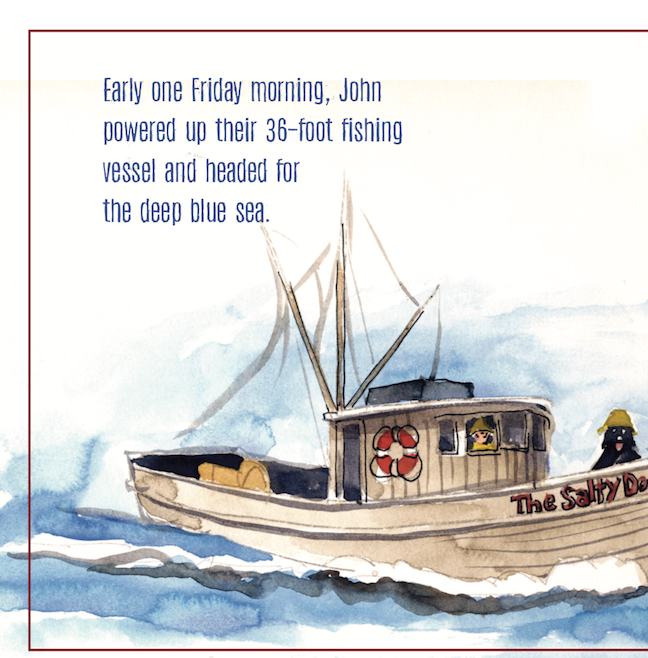 Early one Friday morning, John
powered up their 36-foot fishing
vessel and headed for
the deep blue sea.
The Salty Do